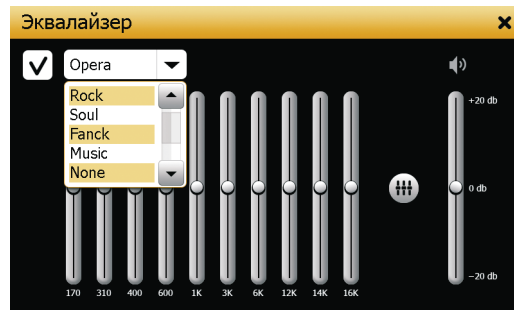 Эквалайзер
Opera
Rock
Soul
Fanck
Music
None
+20 db
0 db
-20 db
170 310 400 600 1K 3K 6K 12K 14K 16K